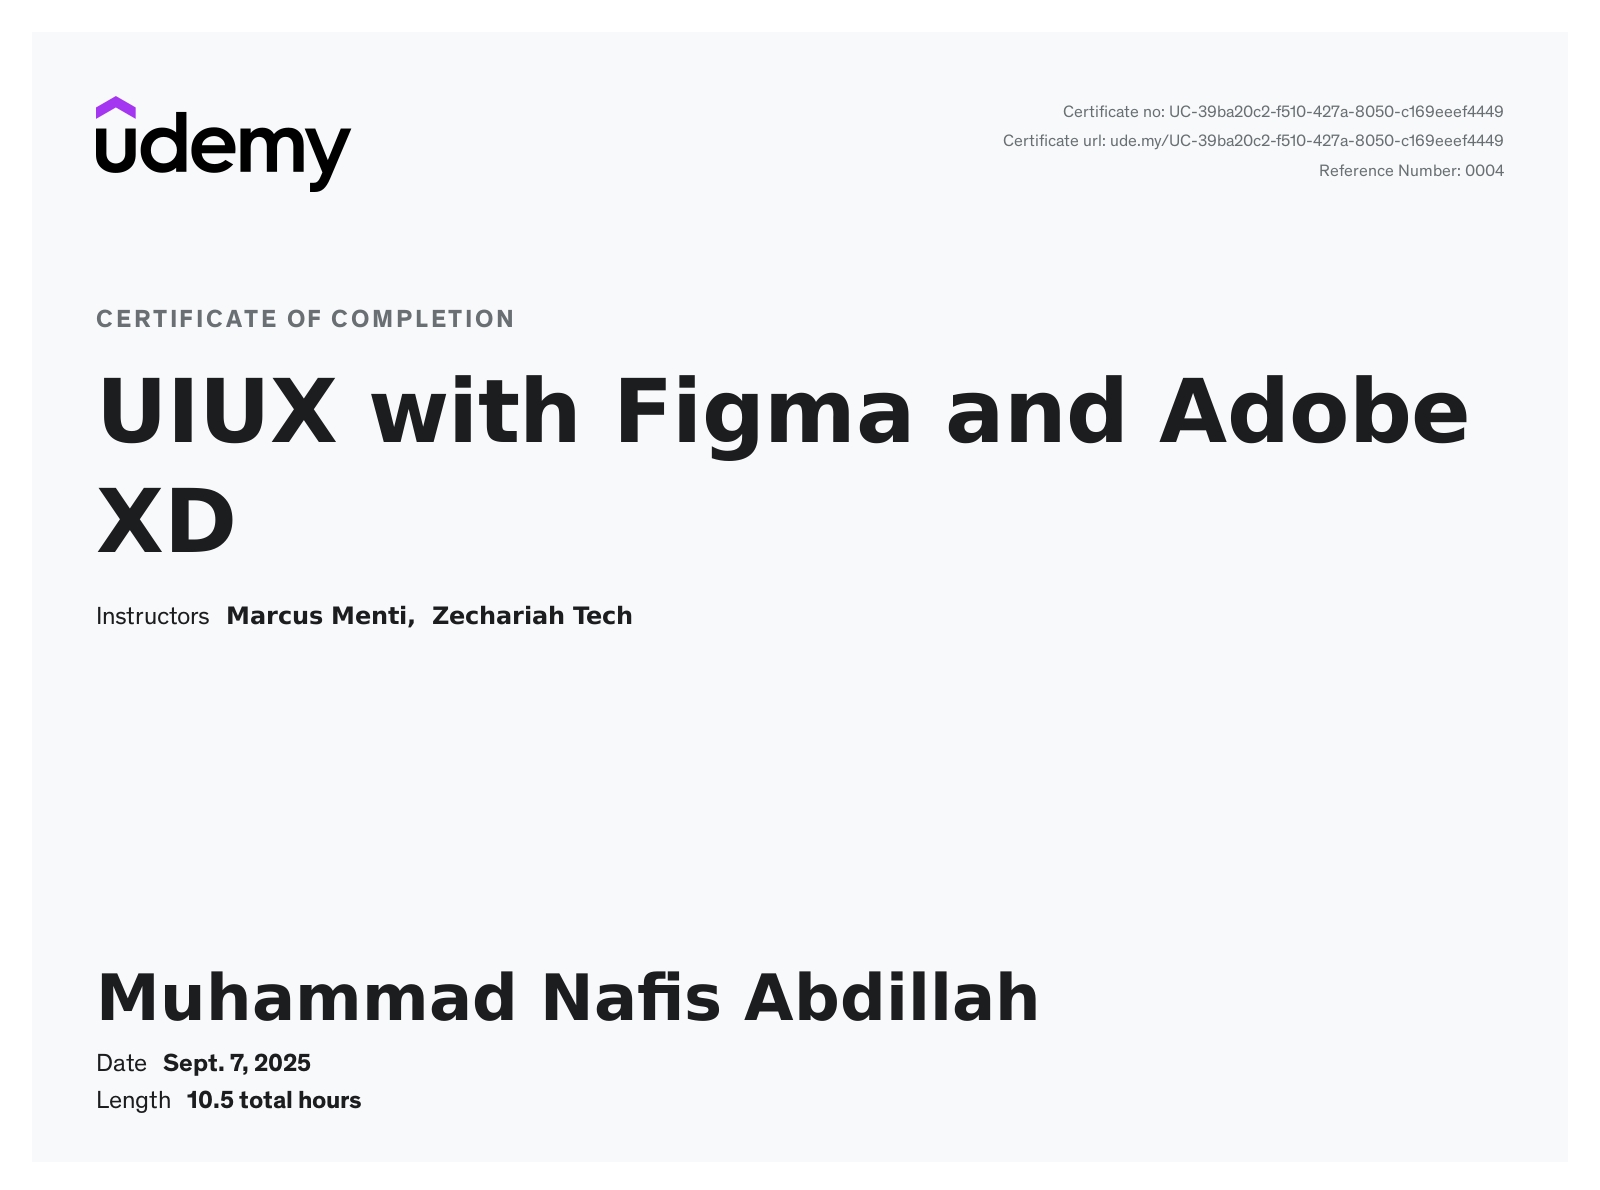 udemy
Certificate no: UC-39ba20c2-f510-427a-8050-c169eeef4449
Certificate url: ude.my/UC-39ba20c2-f510-427a-8050-c169eeef4449
Reference Number: 0004
CERTIFICATE OF COMPLETION
UIUX with Figma and Adobe
XD
Instructors Marcus Menti, Zechariah Tech
Muhammad Nafis Abdillah
Date Sept. 7, 2025
Length 10.5 total hours